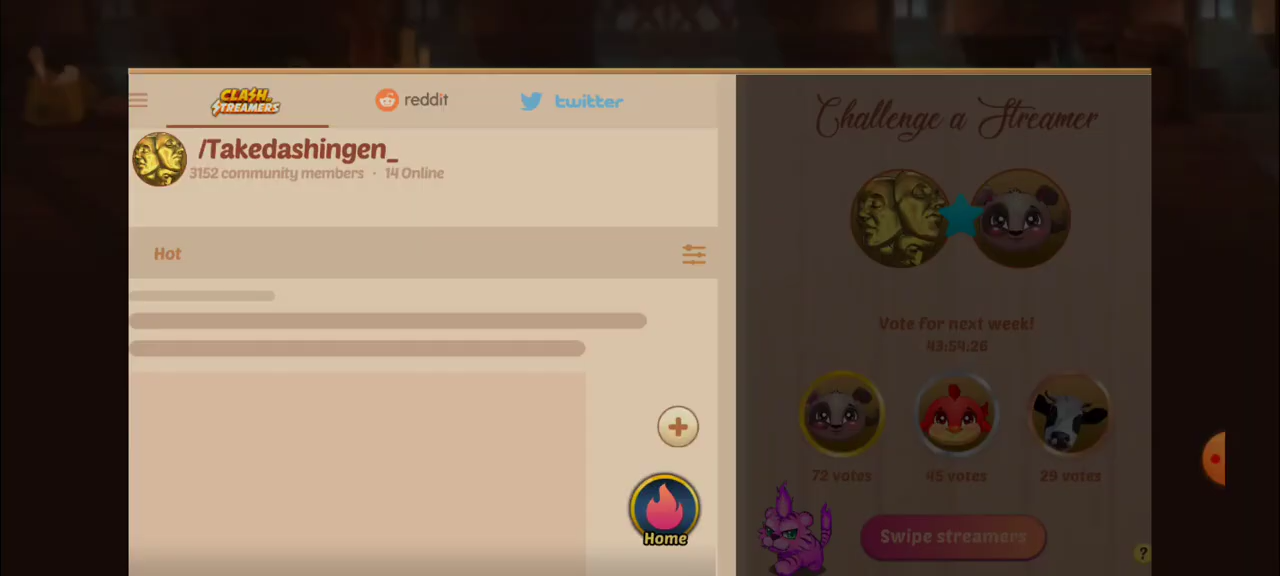 CLASH STREAMERS
reddit
twitter
/Takedashingen_
3152 community members · 14 Online
Hot
Home
Challenge a Streamer
Vote for next week!
43:54:26
72 votes
45 votes
29 votes
Swipe streamers
?